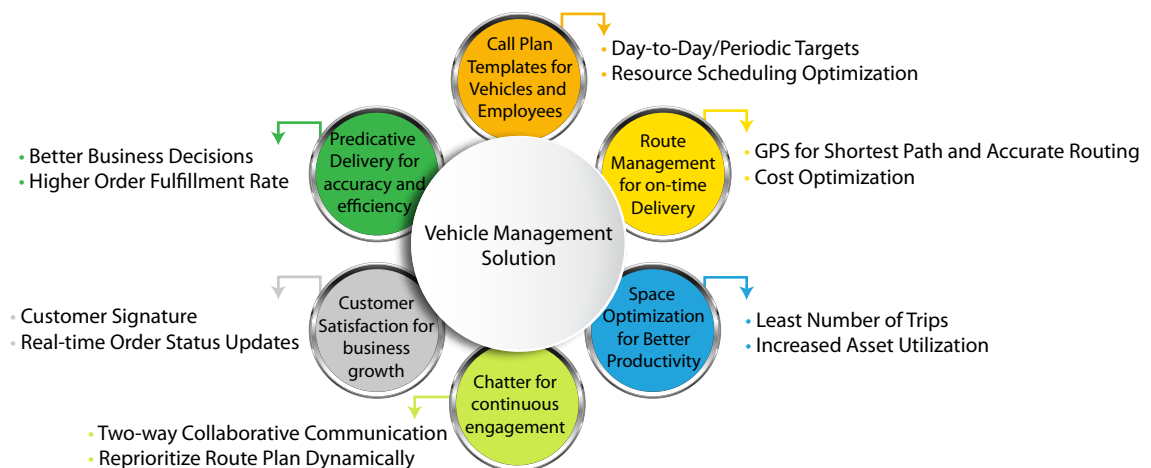 Call Plan
Templates for
Vehicles and
Employees
• Day-to-Day/Periodic Targets
• Resource Scheduling Optimization
Route
Management
for on-time
Delivery
• GPS for Shortest Path and Accurate Routing
• Cost Optimization
Space
Optimization
for Better
Productivity
• Least Number of Trips
• Increased Asset Utilization
Chatter for
continuous
engagement
• Two-way Collaborative Communication
• Reprioritize Route Plan Dynamically
Customer
Satisfaction for
business
growth
• Customer Signature
• Real-time Order Status Updates
Predicative
Delivery for
accuracy and
efficiency
• Better Business Decisions
• Higher Order Fulfillment Rate
Vehicle Management
Solution